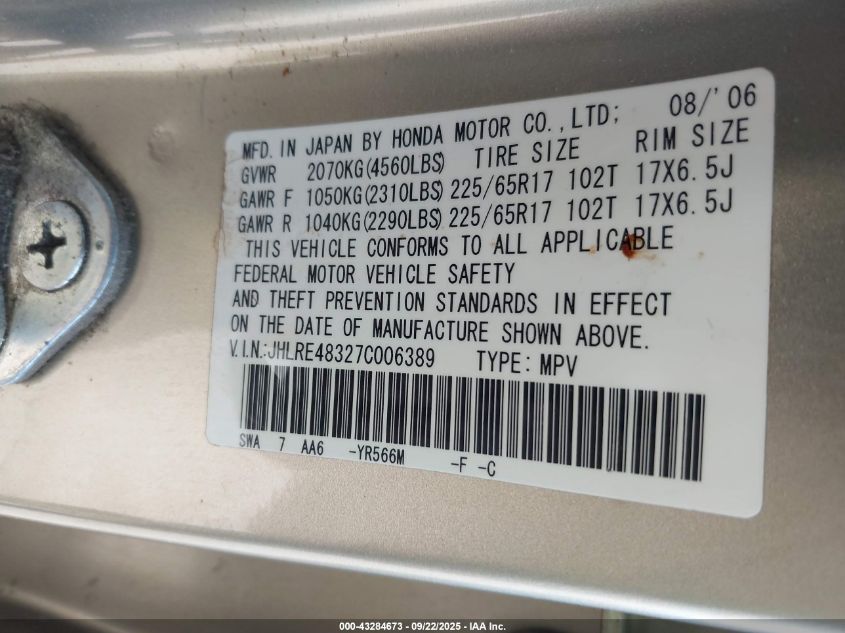 MFD. IN JAPAN BY HONDA MOTOR CO., LTD; 08/'06
GVWR 2070KG(4560LBS) TIRE SIZE RIM SIZE
GAWR F 1050KG(2310LBS) 225/65R17 102T 17X6.5J
GAWR R 1040KG(2290LBS) 225/65R17 102T 17X6.5J
THIS VEHICLE CONFORMS TO ALL APPLICABLE
FEDERAL MOTOR VEHICLE SAFETY
AND THEFT PREVENTION STANDARDS IN EFFECT
ON THE DATE OF MANUFACTURE SHOWN ABOVE.
V.I.N.:JHLRE48327C006389 TYPE: MPV
SWA 7 AA6 -YR566M -F -C
000-43284673 - 09/22/2025 - IAA Inc.